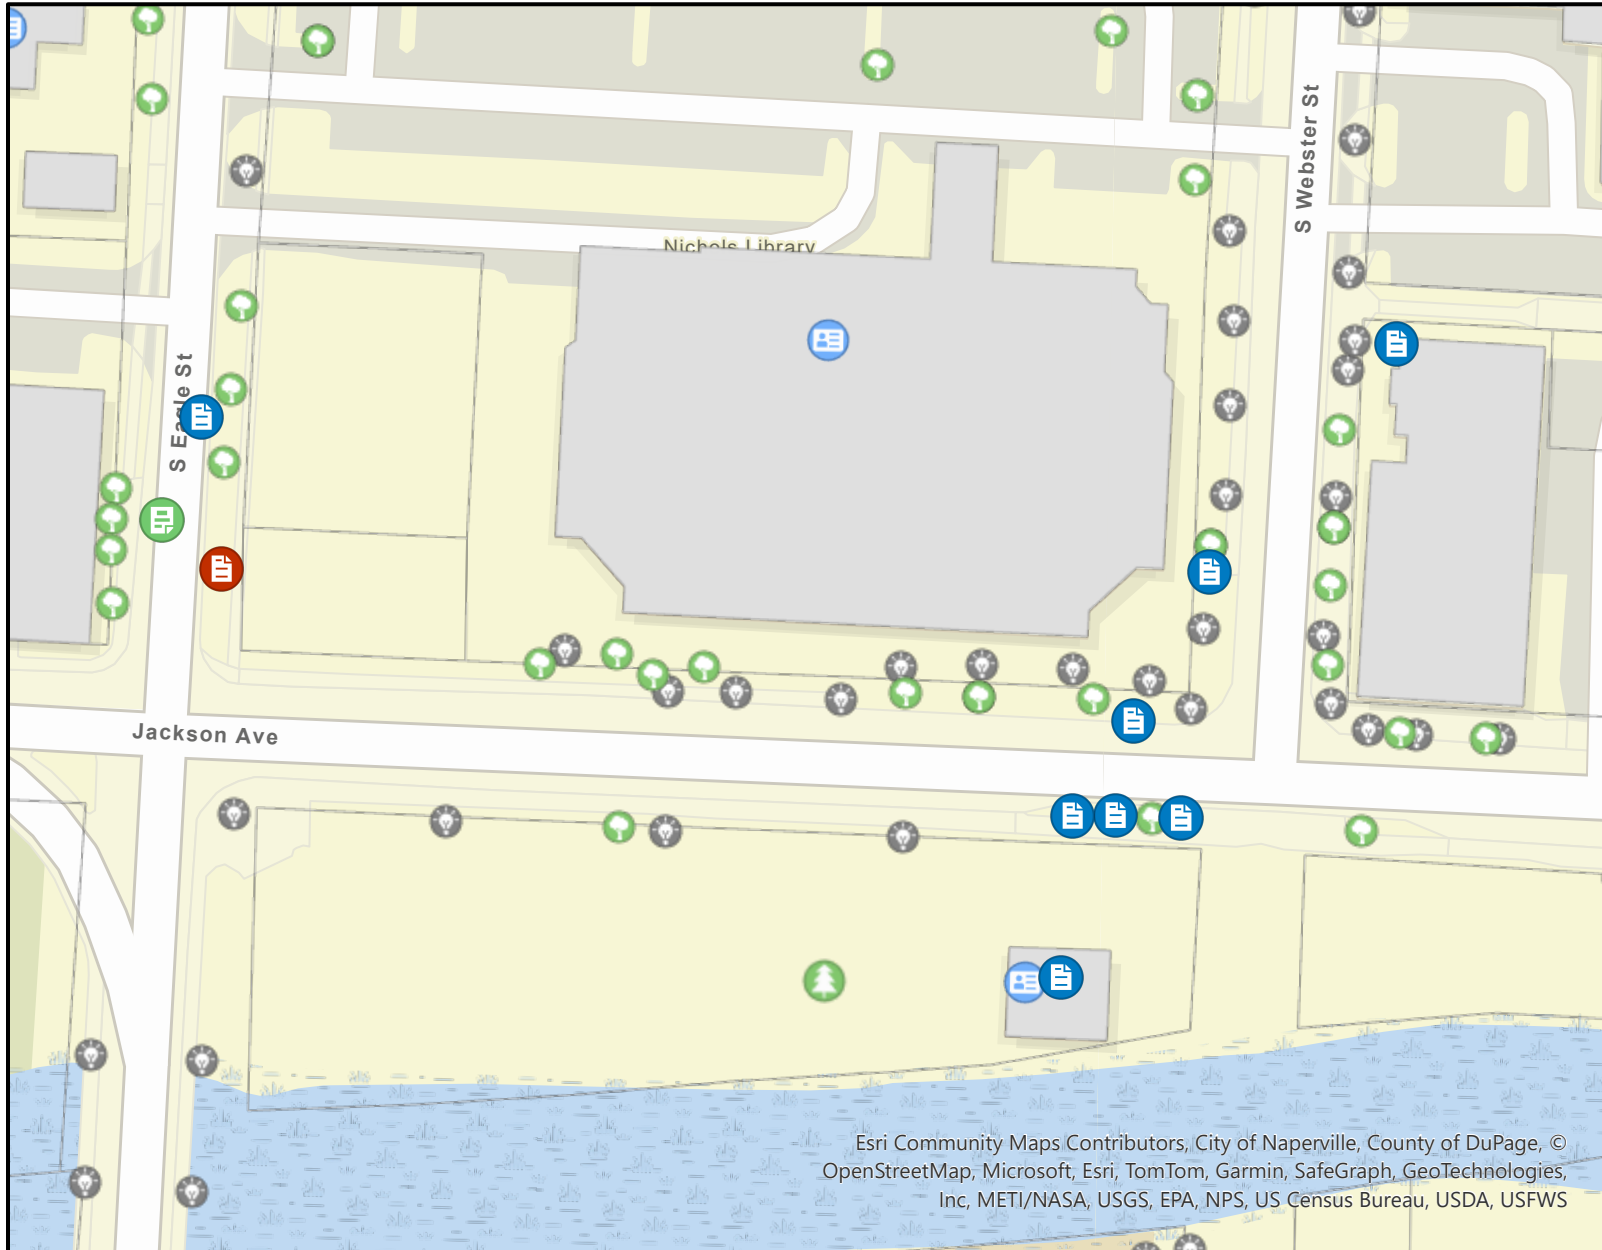 S Webster St
Nichols Library
S Eagle St
Jackson Ave
Esri Community Maps Contributors, City of Naperville, County of DuPage, ©
OpenStreetMap, Microsoft, Esri, TomTom, Garmin, SafeGraph, GeoTechnologies,
Inc, METI/NASA, USGS, EPA, NPS, US Census Bureau, USDA, USFWS